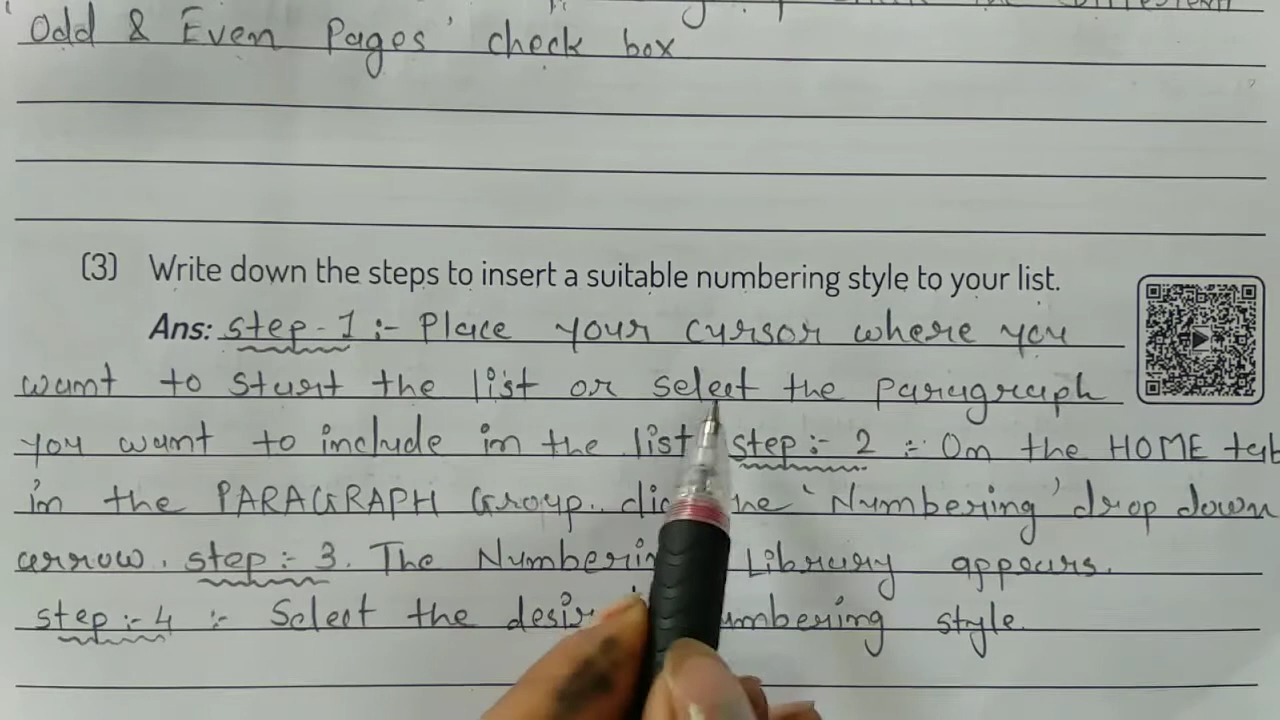 Odd & Even Pages' check box
(3) Write down the steps to insert a suitable numbering style to your list.
Ans: step-1 :- Place your cursor where you
want to start the list or select the paragraph
you want to include in the list step :- 2 :- On the HOME tab
in the PARAGRAPH Group. the 'Numbering' drop down
arrow. step :- 3. The Library appears.
step :- 4 :- Select the style.